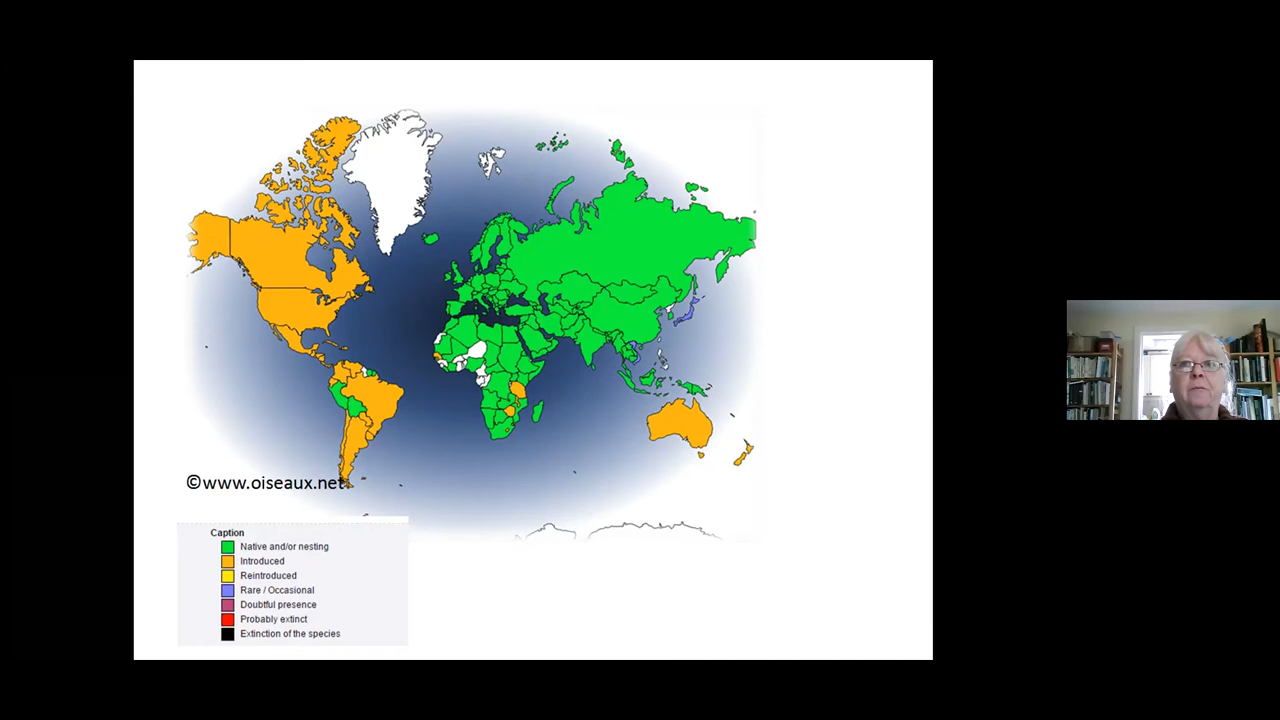 ©www.oiseaux.net
Caption
Native and/or nesting
Introduced
Reintroduced
Rare / Occasional
Doubtful presence
Probably extinct
Extinction of the species